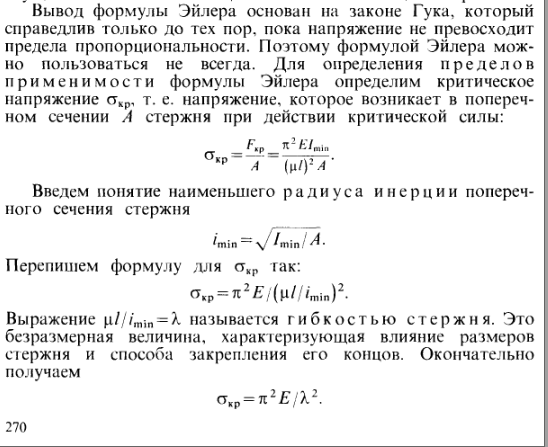 Вывод формулы Эйлера основан на законе Гука, который
справедлив только до тех пор, пока напряжение не превосходит
предела пропорциональности. Поэтому формулой Эйлера мож-
но пользоваться не всегда. Для определения пределов
применимости формулы Эйлера определим критическое
напряжение σкр, т. е. напряжение, которое возникает в попереч-
ном сечении A стержня при действии критической силы:
σкр = Fкр/A = π²EImin/((μl)²A).
Введем понятие наименьшего радиуса инерции попереч-
ного сечения стержня
imin = √(Imin/A).
Перепишем формулу для σкр так:
σкр = π²E/(μl/imin)².
Выражение μl/imin = λ называется гибкостью стержня. Это
безразмерная величина, характеризующая влияние размеров
стержня и способа закрепления его концов. Окончательно
получаем
σкр = π²E/λ².
270